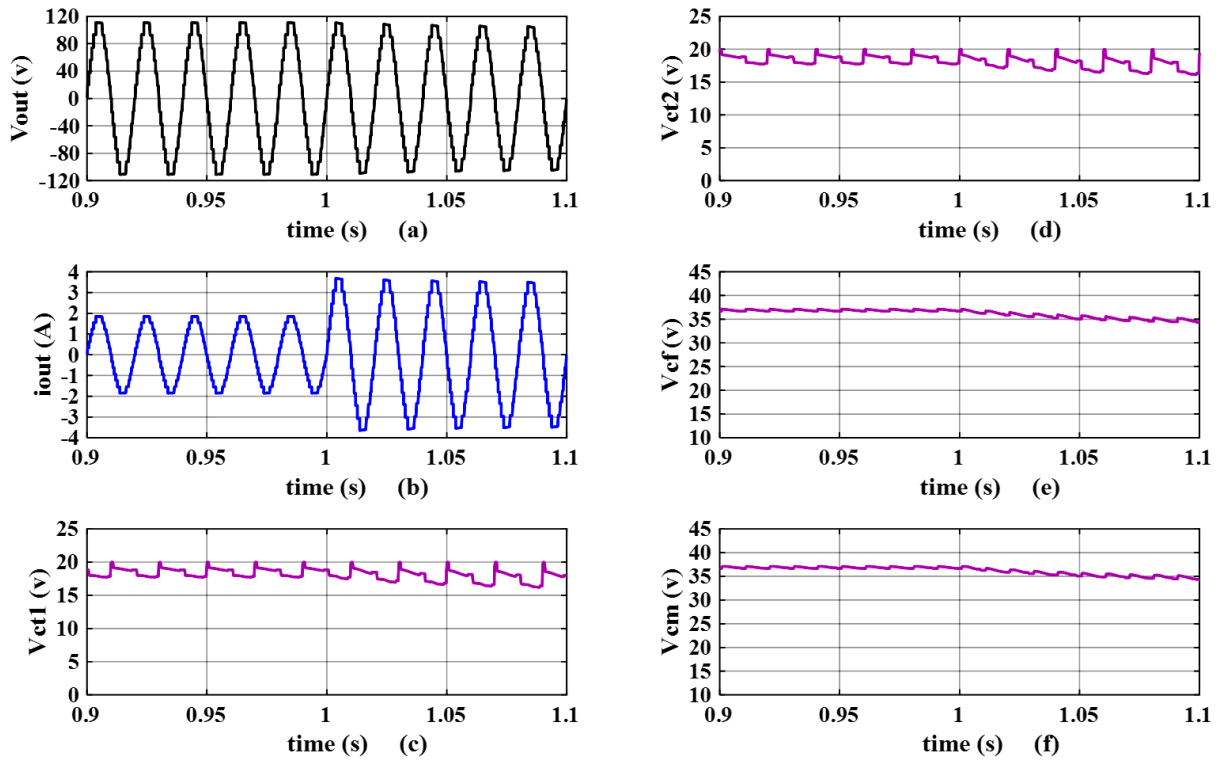 120
80
40
0
-40
-80
-120
Vout (v)
0.9 0.95 1 1.05 1.1
time (s) (a)
4
3
2
1
0
-1
-2
-3
-4
iout (A)
0.9 0.95 1 1.05 1.1
time (s) (b)
25
20
15
10
5
0
Vct1 (v)
0.9 0.95 1 1.05 1.1
time (s) (c)
25
20
15
10
5
0
Vct2 (v)
0.9 0.95 1 1.05 1.1
time (s) (d)
45
40
35
30
25
20
15
10
Vcf (v)
0.9 0.95 1 1.05 1.1
time (s) (e)
45
40
35
30
25
20
15
10
Vcm (v)
0.9 0.95 1 1.05 1.1
time (s) (f)